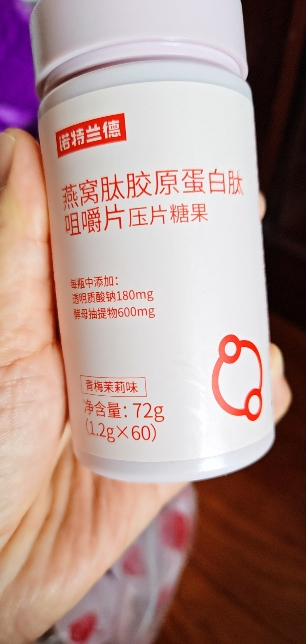 诺特兰德
燕窝肽胶原蛋白肽
咀嚼片压片糖果
每瓶中添加:
透明质酸钠180mg
酵母抽提物600mg
青梅茉莉味
净含量: 72g
(1.2g×60)